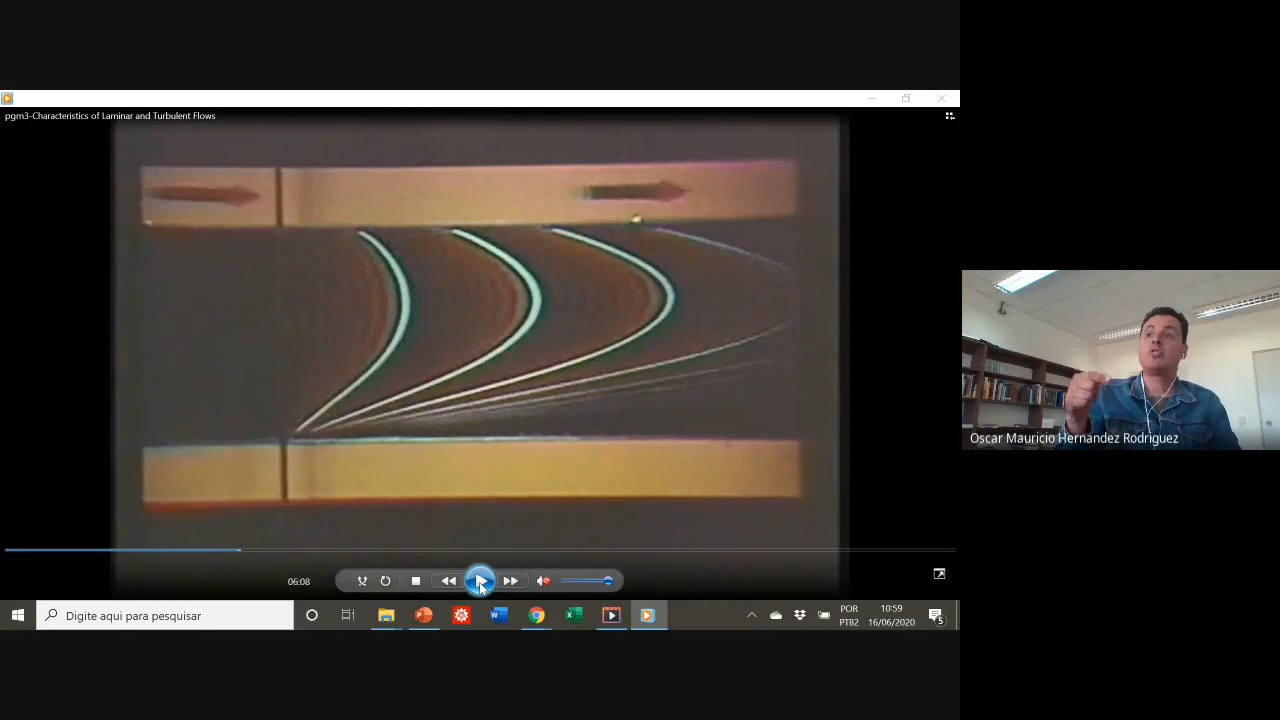 pgm3-Characteristics of Laminar and Turbulent Flows
Oscar Mauricio Hernandez Rodriguez
06:08
Digite aqui para pesquisar
POR
PTB2
10:59
16/06/2020
5